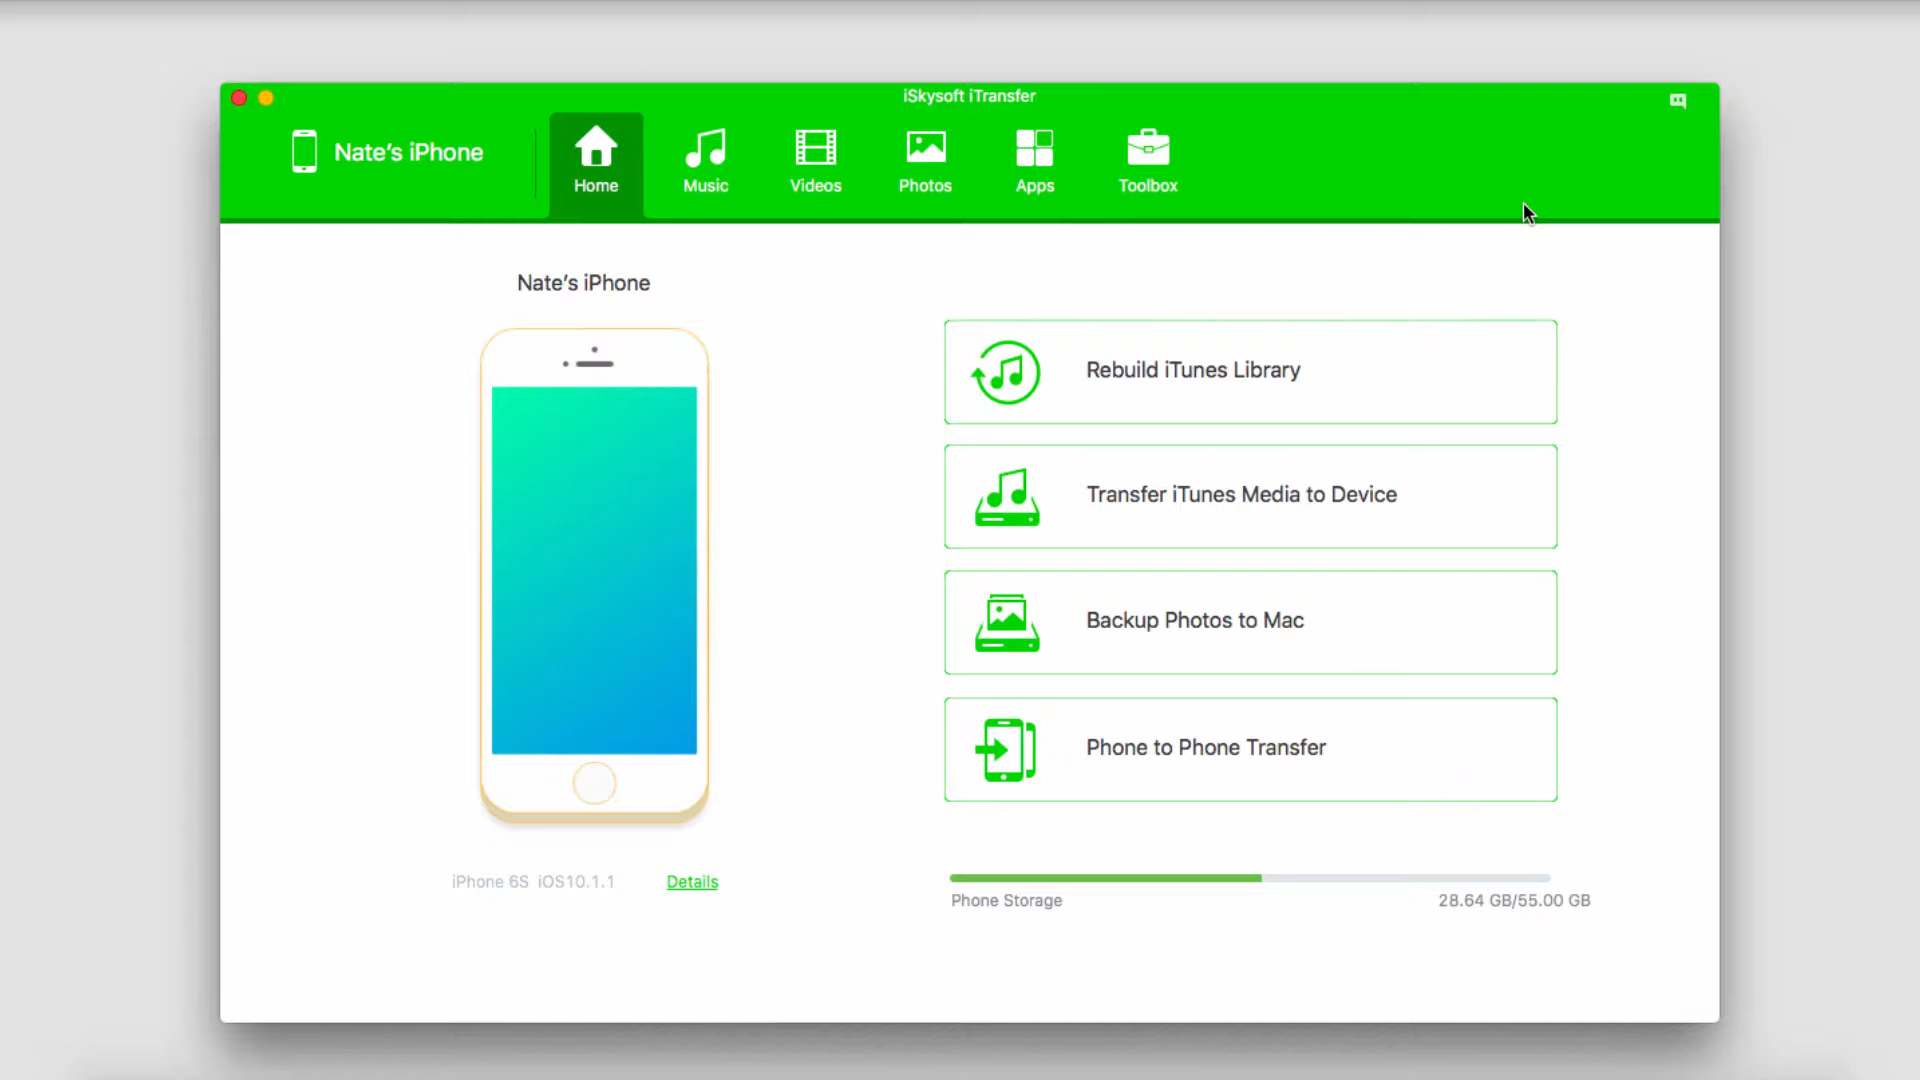 iSkysoft iTransfer
Nate's iPhone
Home
Music
Videos
Photos
Apps
Toolbox
Nate's iPhone
Rebuild iTunes Library
Transfer iTunes Media to Device
Backup Photos to Mac
Phone to Phone Transfer
iPhone 6S iOS10.1.1 Details
Phone Storage 28.64 GB/55.00 GB